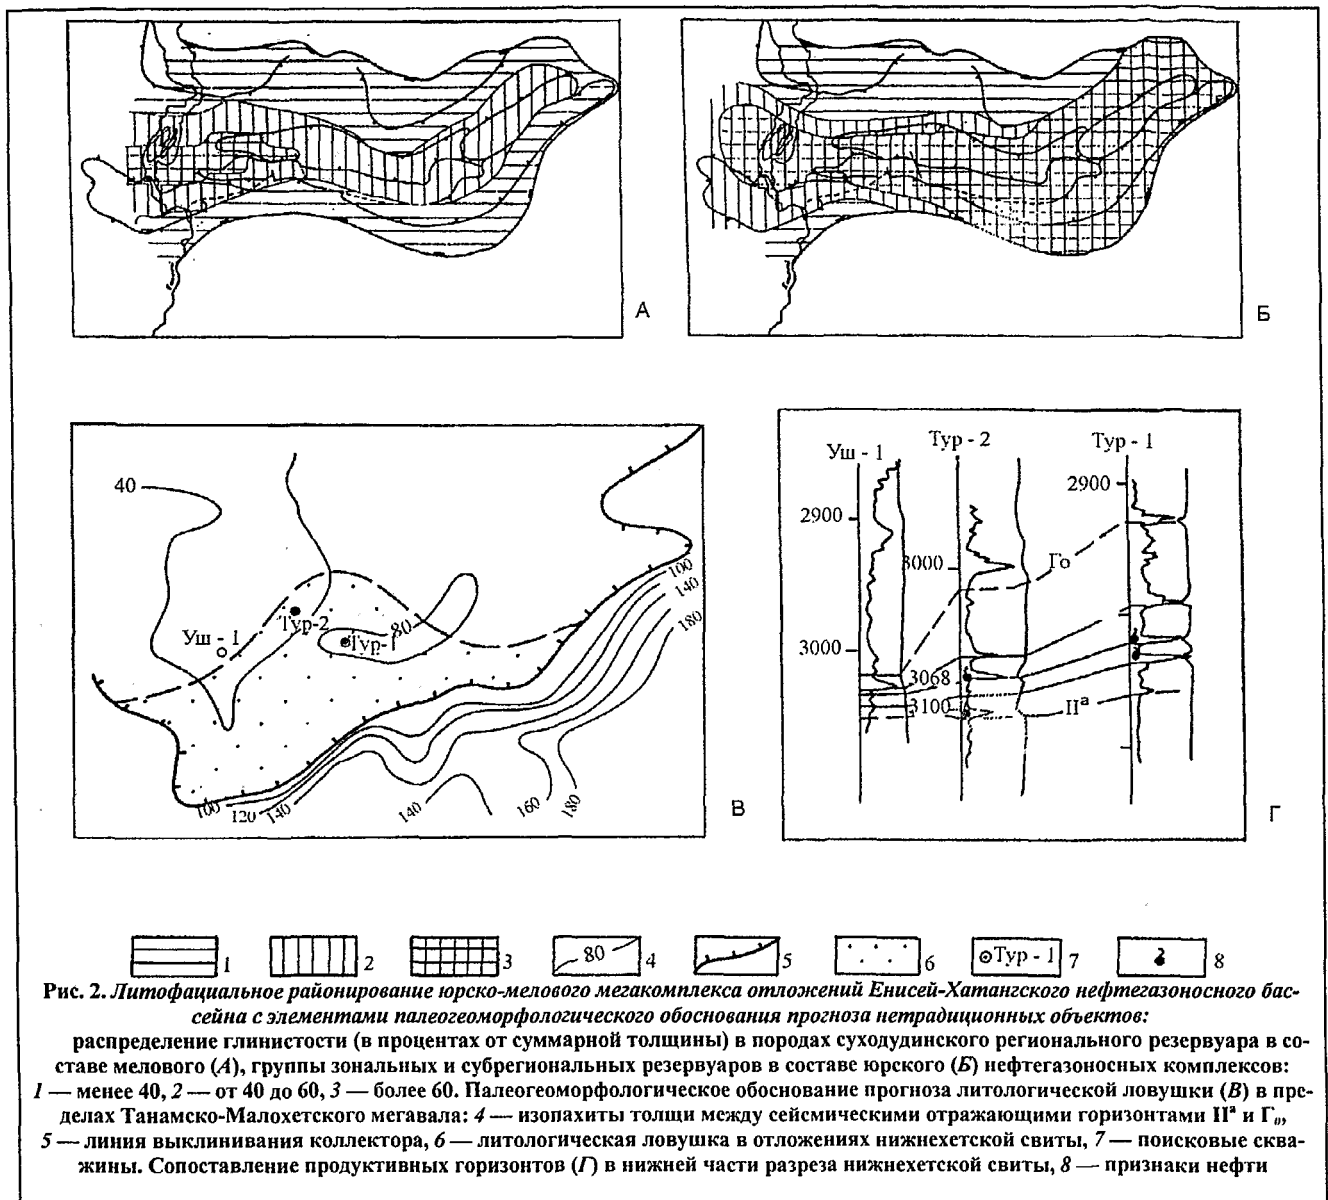 А
Б
40
Уш - 1
Тур-2
Тур-1
80
100
140
180
100
120
140
140
160
180
В
Уш - 1
Тур - 2
Тур - 1
2900
2900
3000
Го
3000
3068
3100
IIª
Г
80
Тур - 1
1
2
3
4
5
6
7
8
Рис. 2. Литофациальное районирование юрско-мелового мегакомплекса отложений Енисей-Хатангского нефтегазоносного бас-
сейна с элементами палеогеоморфологического обоснования прогноза нетрадиционных объектов:
распределение глинистости (в процентах от суммарной толщины) в породах суходудинского регионального резервуара в со-
ставе мелового (А), группы зональных и субрегиональных резервуаров в составе юрского (Б) нефтегазоносных комплексов:
1 — менее 40, 2 — от 40 до 60, 3 — более 60. Палеогеоморфологическое обоснование прогноза литологической ловушки (В) в пре-
делах Танамско-Малохетского мегавала: 4 — изопахиты толщи между сейсмическими отражающими горизонтами IIª и Г
5 — линия выклинивания коллектора, 6 — литологическая ловушка в отложениях нижнехетской свиты, 7 — поисковые сква-
жины. Сопоставление продуктивных горизонтов (Г) в нижней части разреза нижнехетской свиты, 8 — признаки нефти